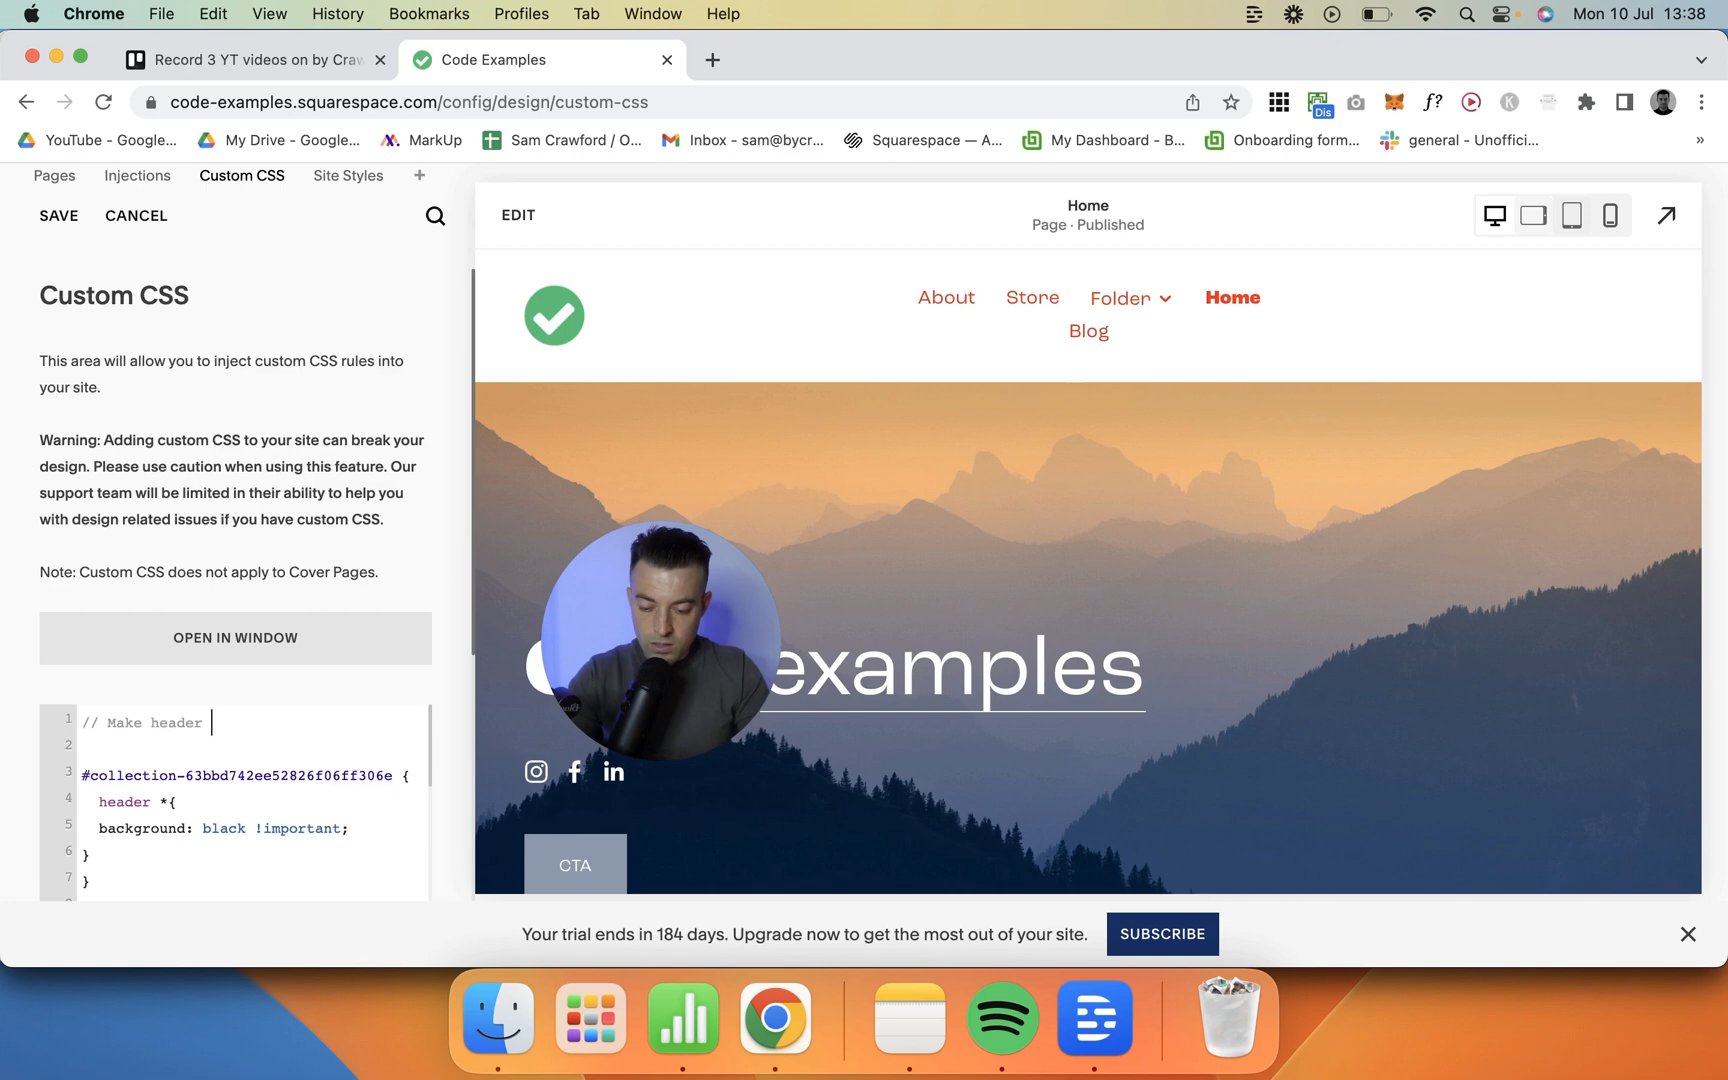 Chrome File Edit View History Bookmarks Profiles Tab Window Help Mon 10 Jul 13:38
Record 3 YT videos on by Craw Code Examples
code-examples.squarespace.com/config/design/custom-css f? Dis K
YouTube - Google... My Drive - Google... MarkUp Sam Crawford / O... Inbox - sam@bycr... Squarespace — A... My Dashboard - B... Onboarding form... general - Unoffici... »
Pages Injections Custom CSS Site Styles +
SAVE CANCEL
EDIT
Home
Page · Published
Custom CSS
This area will allow you to inject custom CSS rules into
your site.
Warning: Adding custom CSS to your site can break your
design. Please use caution when using this feature. Our
support team will be limited in their ability to help you
with design related issues if you have custom CSS.
Note: Custom CSS does not apply to Cover Pages.
OPEN IN WINDOW
1 // Make header
2
3 #collection-63bbd742ee52826f06ff306e {
4 header *{
5 background: black !important;
6 }
7 }
About Store Folder Home
Blog
examples
CTA
Your trial ends in 184 days. Upgrade now to get the most out of your site. SUBSCRIBE